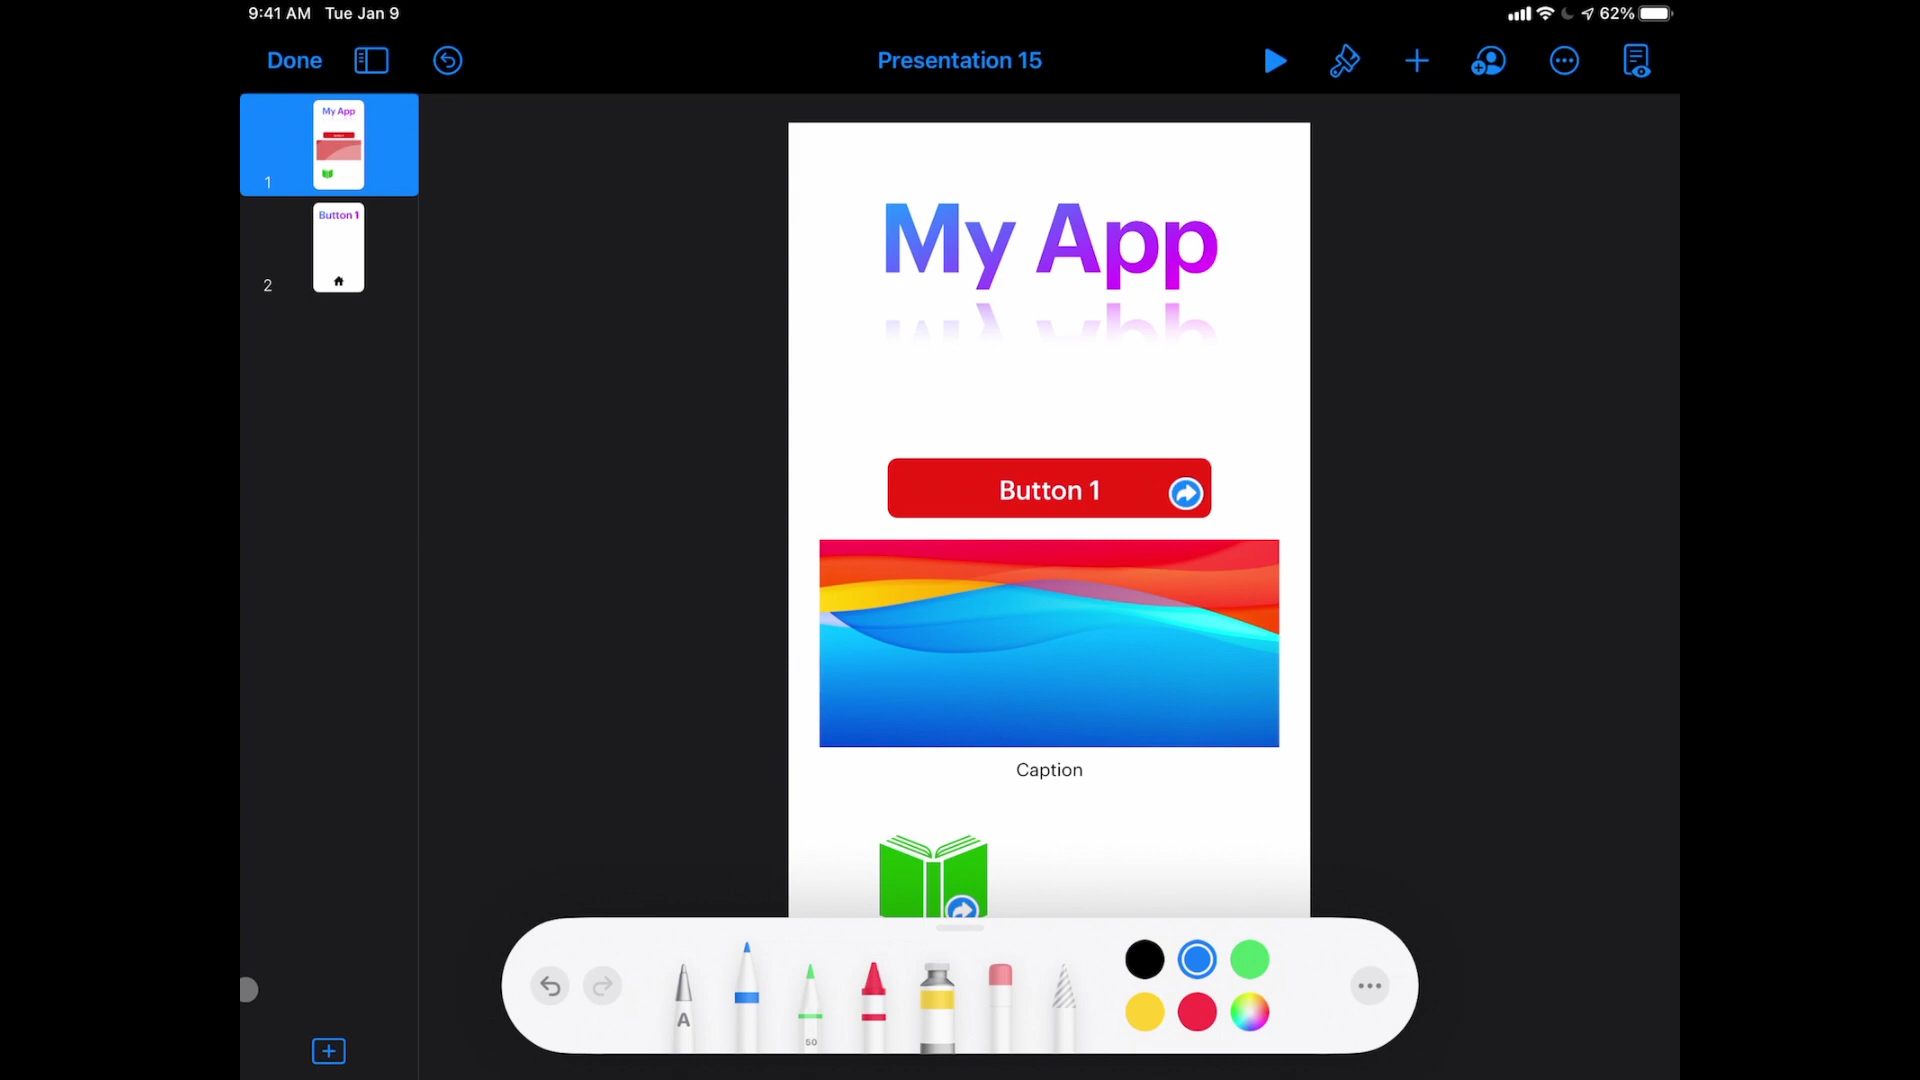 9:41 AM Tue Jan 9
62%
Done
Presentation 15
My App
1
Button 1
2
My App
Button 1
Caption
A
50